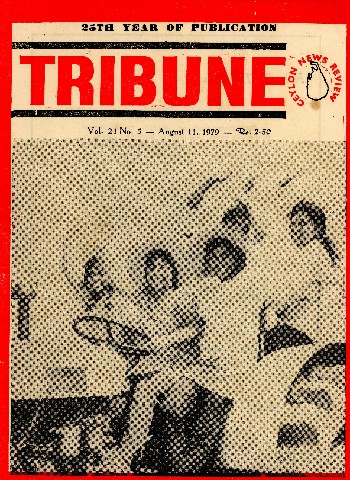 25TH YEAR OF PUBLICATION
TRIBUNE
CEYLON NEWS REVIEW
Vol. 24 No. 5 — August 11, 1979 — Rs. 2-50